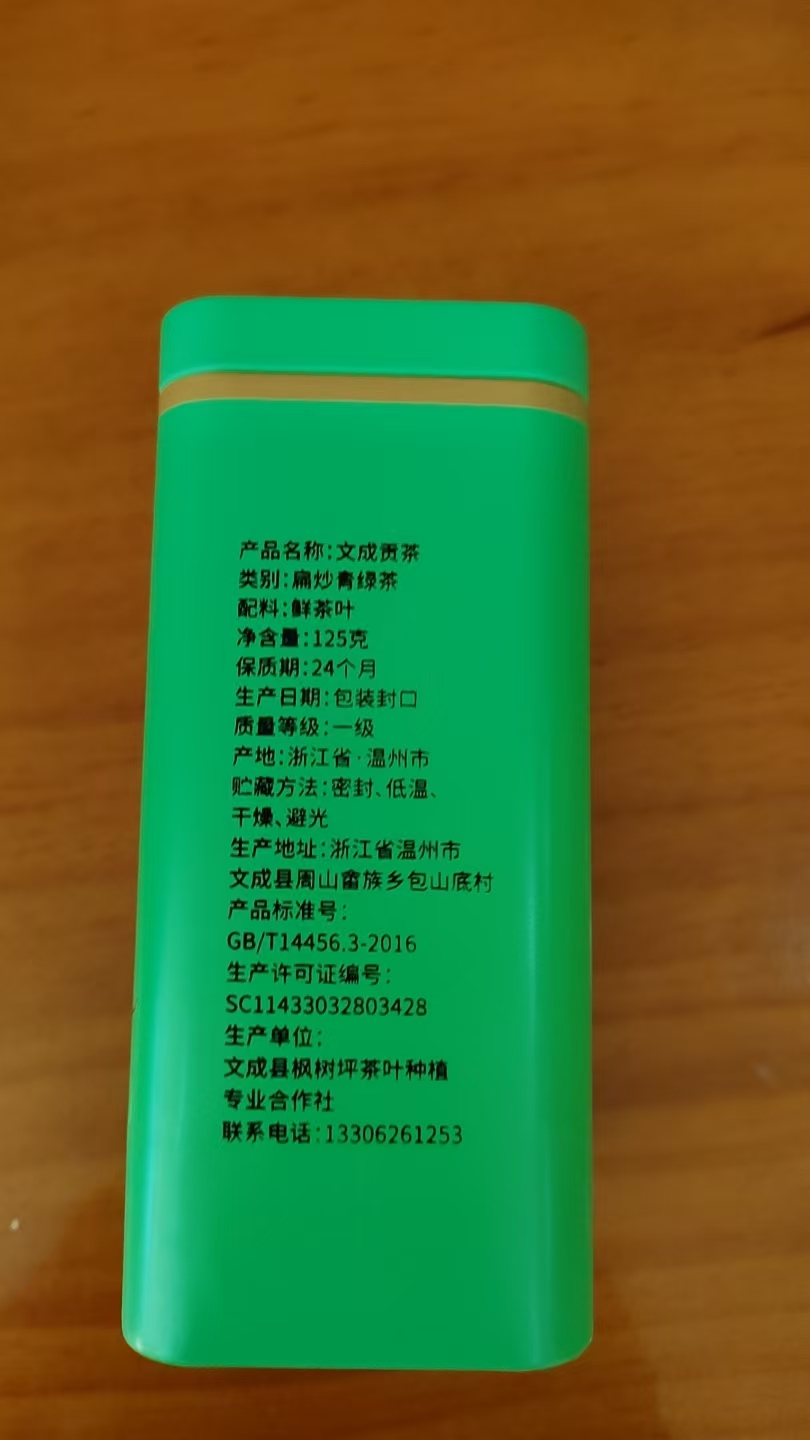 产品名称：文成贡茶
类别：扁炒青绿茶
配料：鲜茶叶
净含量：125克
保质期：24个月
生产日期：包装封口
质量等级：一级
产地：浙江省·温州市
贮藏方法：密封、低温、
干燥、避光
生产地址：浙江省温州市
文成县周山畲族乡包山底村
产品标准号：
GB/T14456.3-2016
生产许可证编号：
SC11433032803428
生产单位：
文成县枫树坪茶叶种植
专业合作社
联系电话：13306261253